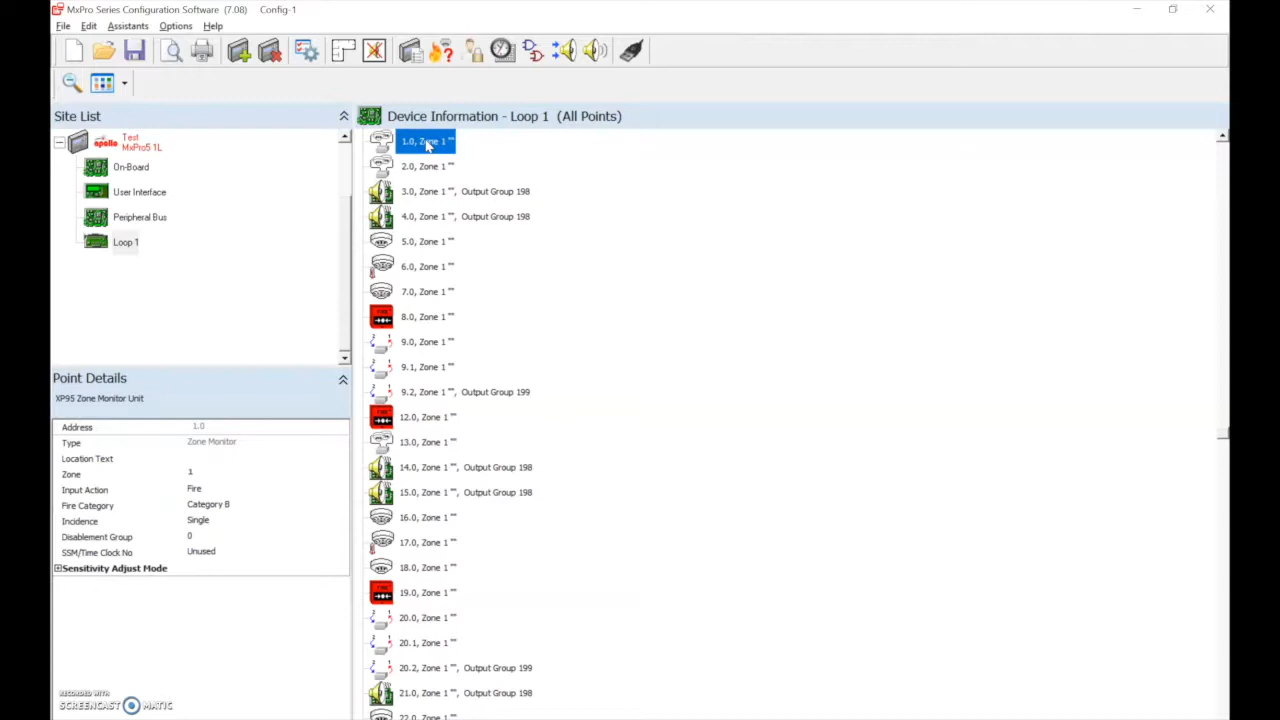 MxPro Series Configuration Software (7.08) Config-1
File Edit Assistants Options Help
Site List
Test
apollo MxPro5 1L
On-Board
User Interface
Peripheral Bus
Loop 1
Point Details
XP95 Zone Monitor Unit
Address 1.0
Type Zone Monitor
Location Text
Zone 1
Input Action Fire
Fire Category Category B
Incidence Single
Disablement Group 0
SSM/Time Clock No Unused
Sensitivity Adjust Mode
Device Information - Loop 1 (All Points)
1.0, Zone 1 ""
2.0, Zone 1 ""
3.0, Zone 1 "", Output Group 198
4.0, Zone 1 "", Output Group 198
5.0, Zone 1 ""
6.0, Zone 1 ""
7.0, Zone 1 ""
8.0, Zone 1 ""
9.0, Zone 1 ""
9.1, Zone 1 ""
9.2, Zone 1 "", Output Group 199
12.0, Zone 1 ""
13.0, Zone 1 ""
14.0, Zone 1 "", Output Group 198
15.0, Zone 1 "", Output Group 198
16.0, Zone 1 ""
17.0, Zone 1 ""
18.0, Zone 1 ""
19.0, Zone 1 ""
20.0, Zone 1 ""
20.1, Zone 1 ""
20.2, Zone 1 "", Output Group 199
21.0, Zone 1 "", Output Group 198
22.0, Zone 1 ""
RECORDED WITH
SCREENCAST MATIC